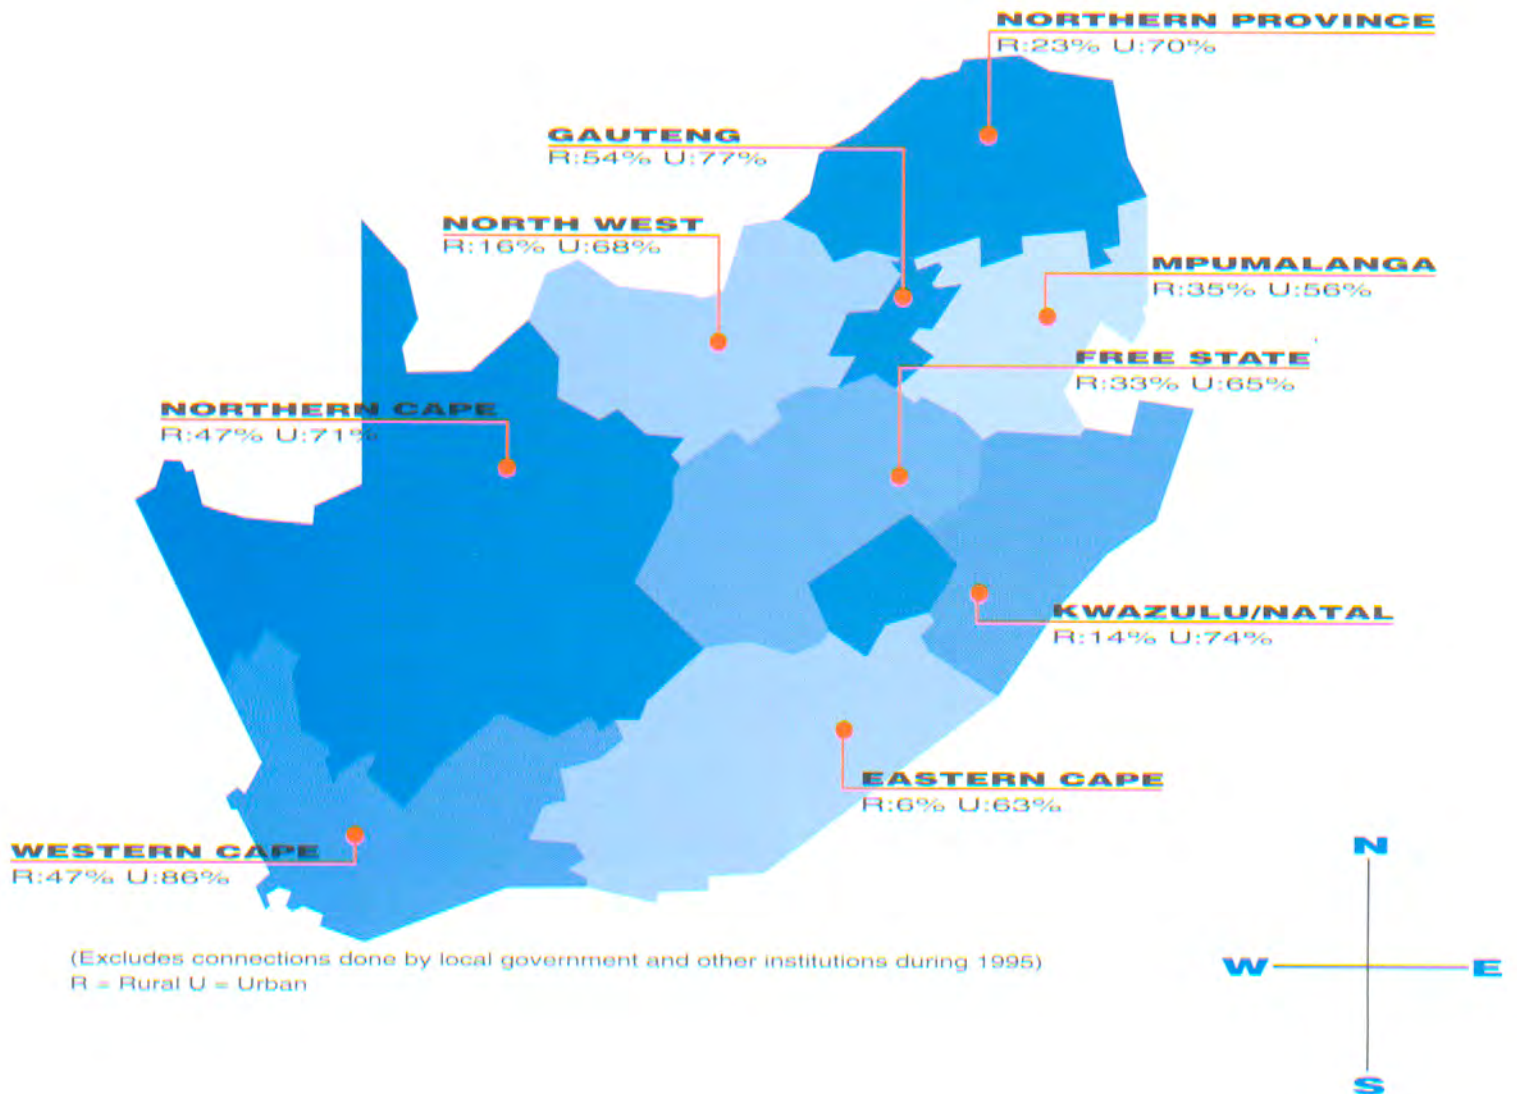 NORTHERN PROVINCE
R:23% U:70%
GAUTENG
R:54% U:77%
NORTH WEST
R:16% U:68%
MPUMALANGA
R:35% U:56%
FREE STATE
R:33% U:65%
NORTHERN CAPE
R:47% U:71%
KWAZULU/NATAL
R:14% U:74%
EASTERN CAPE
R:6% U:63%
WESTERN CAPE
R:47% U:86%
N
W E
S
(Excludes connections done by local government and other institutions during 1995)
R = Rural U = Urban